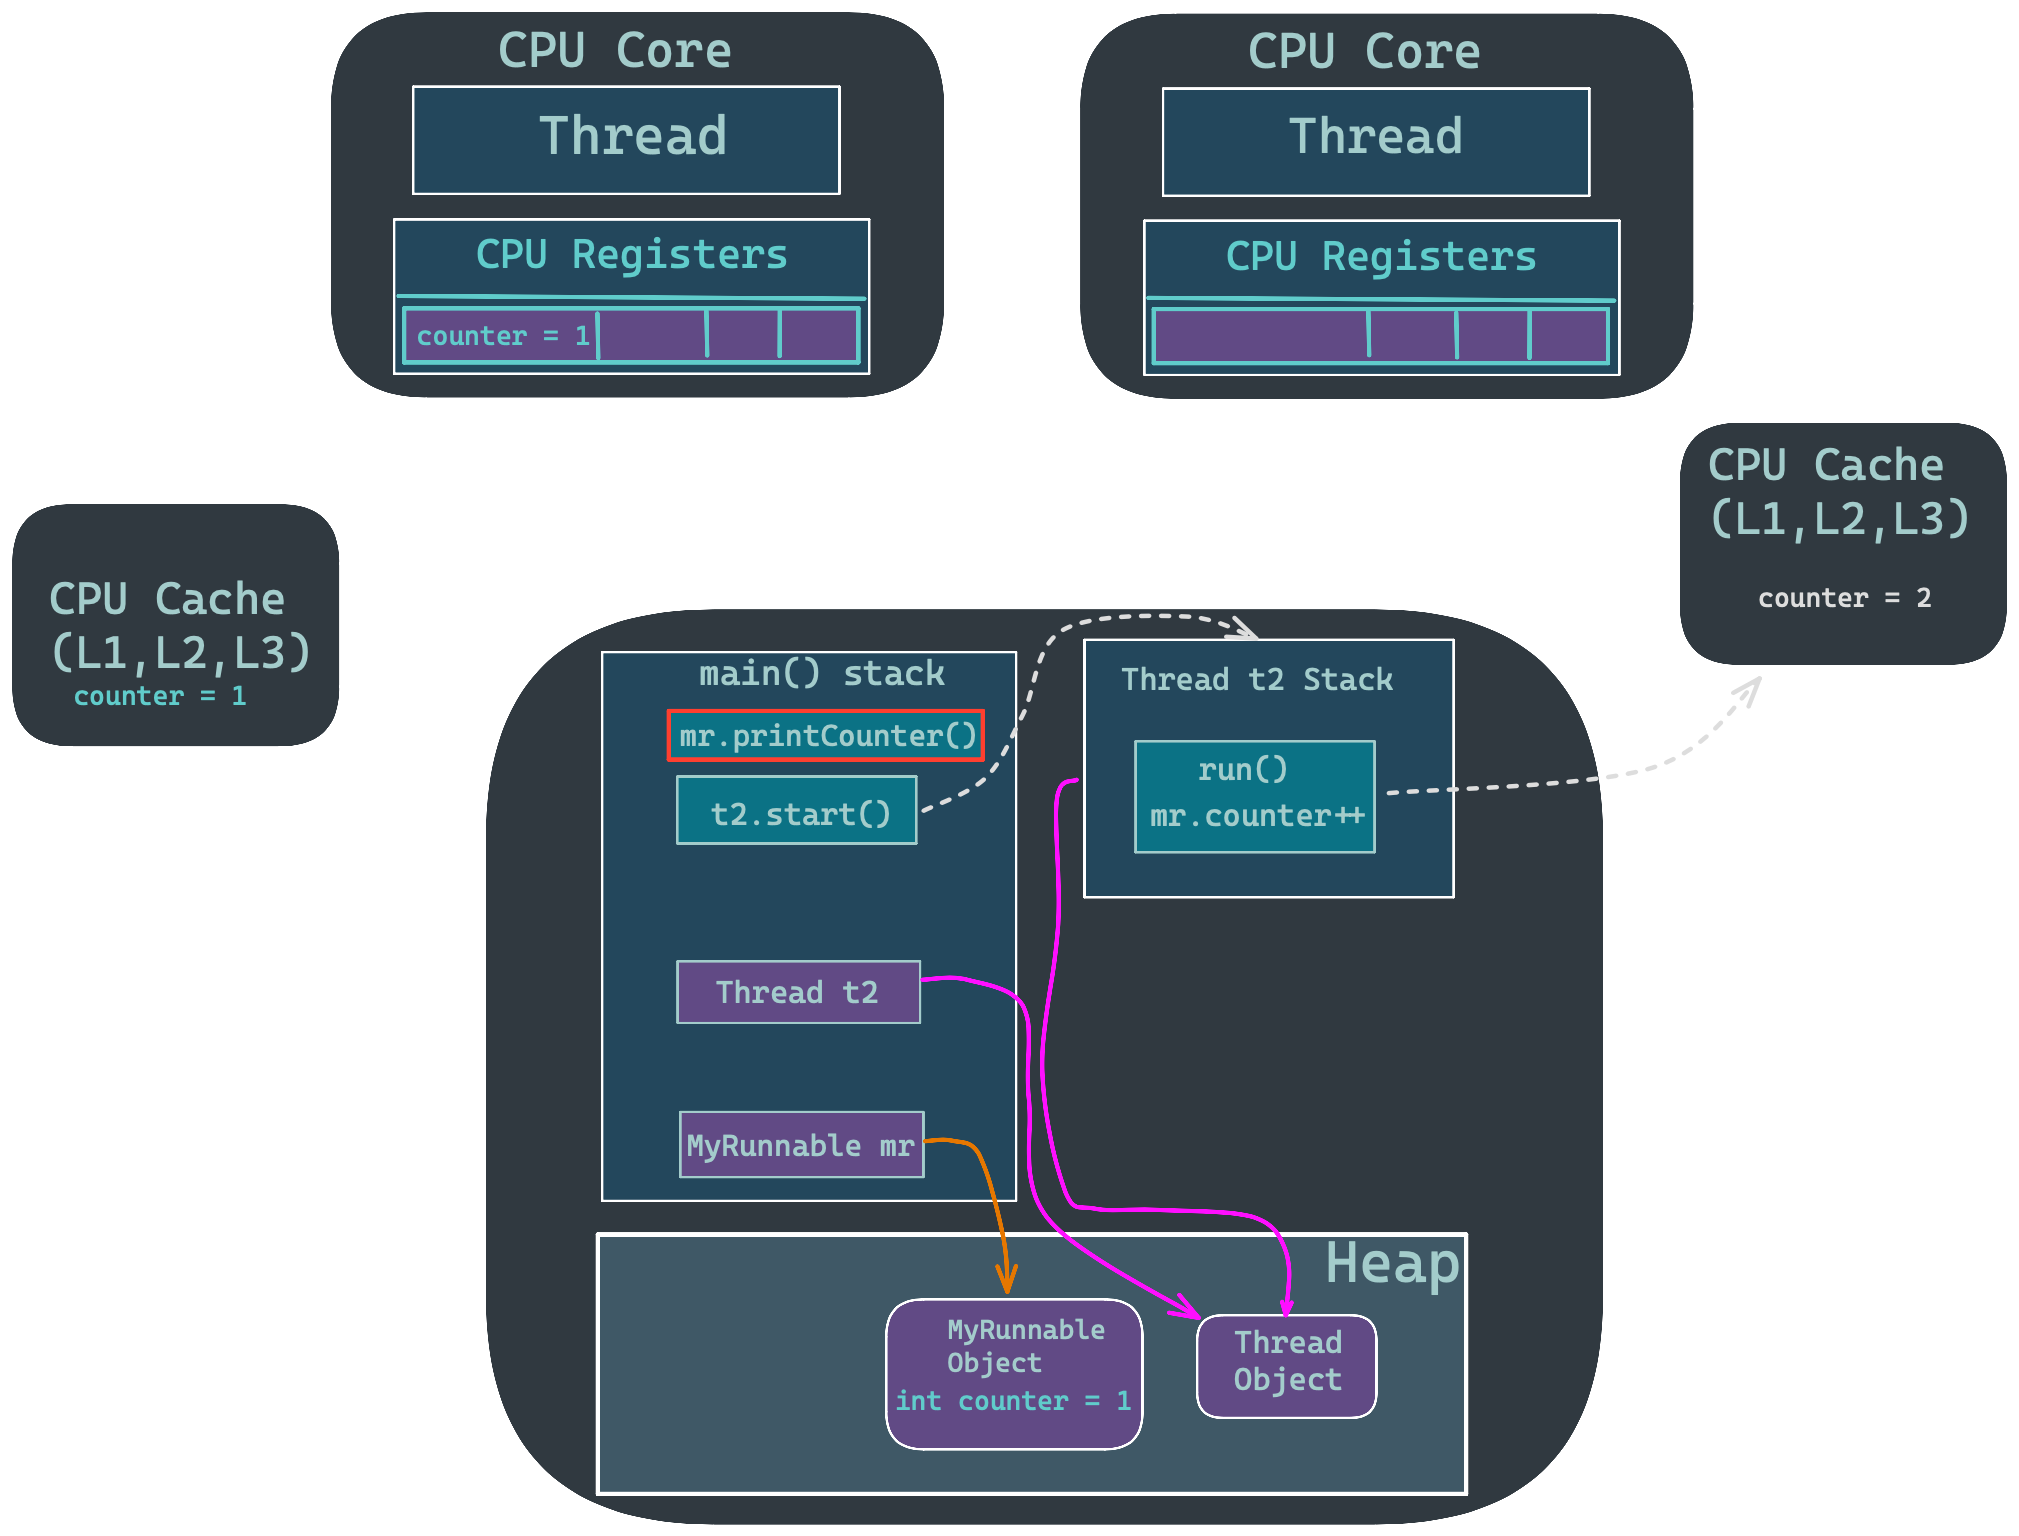 CPU Core
Thread
CPU Registers
counter = 1
CPU Core
Thread
CPU Registers
CPU Cache
(L1,L2,L3)
counter = 2
CPU Cache
(L1,L2,L3)
counter = 1
main() stack
mr.printCounter()
t2.start()
Thread t2
MyRunnable mr
Thread t2 Stack
run()
mr.counter++
Heap
MyRunnable
Object
int counter = 1
Thread
Object